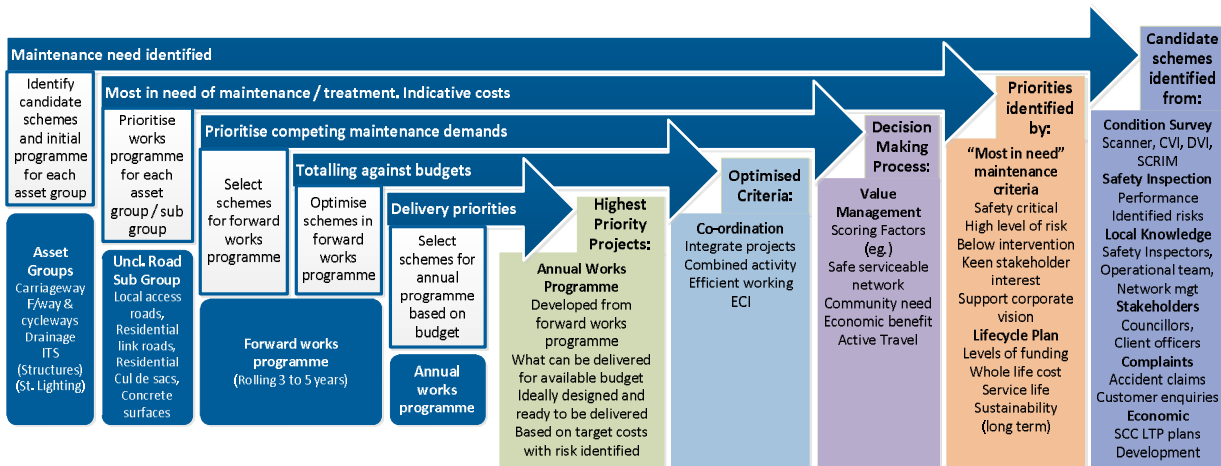 Maintenance need identified
Identify
candidate
schemes
and initial
programme
for each
asset group
Asset
Groups
Carriageway
F/way &
cycleways
Drainage
ITS
(Structures)
(St. Lighting)
Most in need of maintenance / treatment. Indicative costs
Prioritise
works
programme
for each
asset
group / sub
group
Uncl. Road
Sub Group
Local access
roads,
Residential
link roads,
Residential
Cul de sacs,
Concrete
surfaces
Prioritise competing maintenance demands
Select
schemes
for forward
works
programme
Totalling against budgets
Optimise
schemes in
forward
works
programme
Forward works
programme
(Rolling 3 to 5 years)
Delivery priorities
Select
schemes for
annual
programme
based on
budget
Annual
works
programme
Highest
Priority
Projects:
Annual Works
Programme
Developed from
forward works
programme
What can be delivered
for available budget
Ideally designed and
ready to be delivered
Based on target costs
with risk identified
Optimised
Criteria:
Co-ordination
Integrate projects
Combined activity
Efficient working
ECI
Decision
Making
Process:
Value
Management
Scoring Factors
(eg.)
Safe serviceable
network
Community need
Economic benefit
Active Travel
Priorities
identified
by:
“Most in need”
maintenance
criteria
Safety critical
High level of risk
Below intervention
Keen stakeholder
interest
Support corporate
vision
Lifecycle Plan
Levels of funding
Whole life cost
Service life
Sustainability
(long term)
Candidate
schemes
identified
from:
Condition Survey
Scanner, CVI, DVI,
SCRIM
Safety Inspection
Performance
Identified risks
Local Knowledge
Safety Inspectors,
Operational team,
Network mgt
Stakeholders
Councillors,
Client officers
Complaints
Accident claims
Customer enquiries
Economic
SCC LTP plans
Development